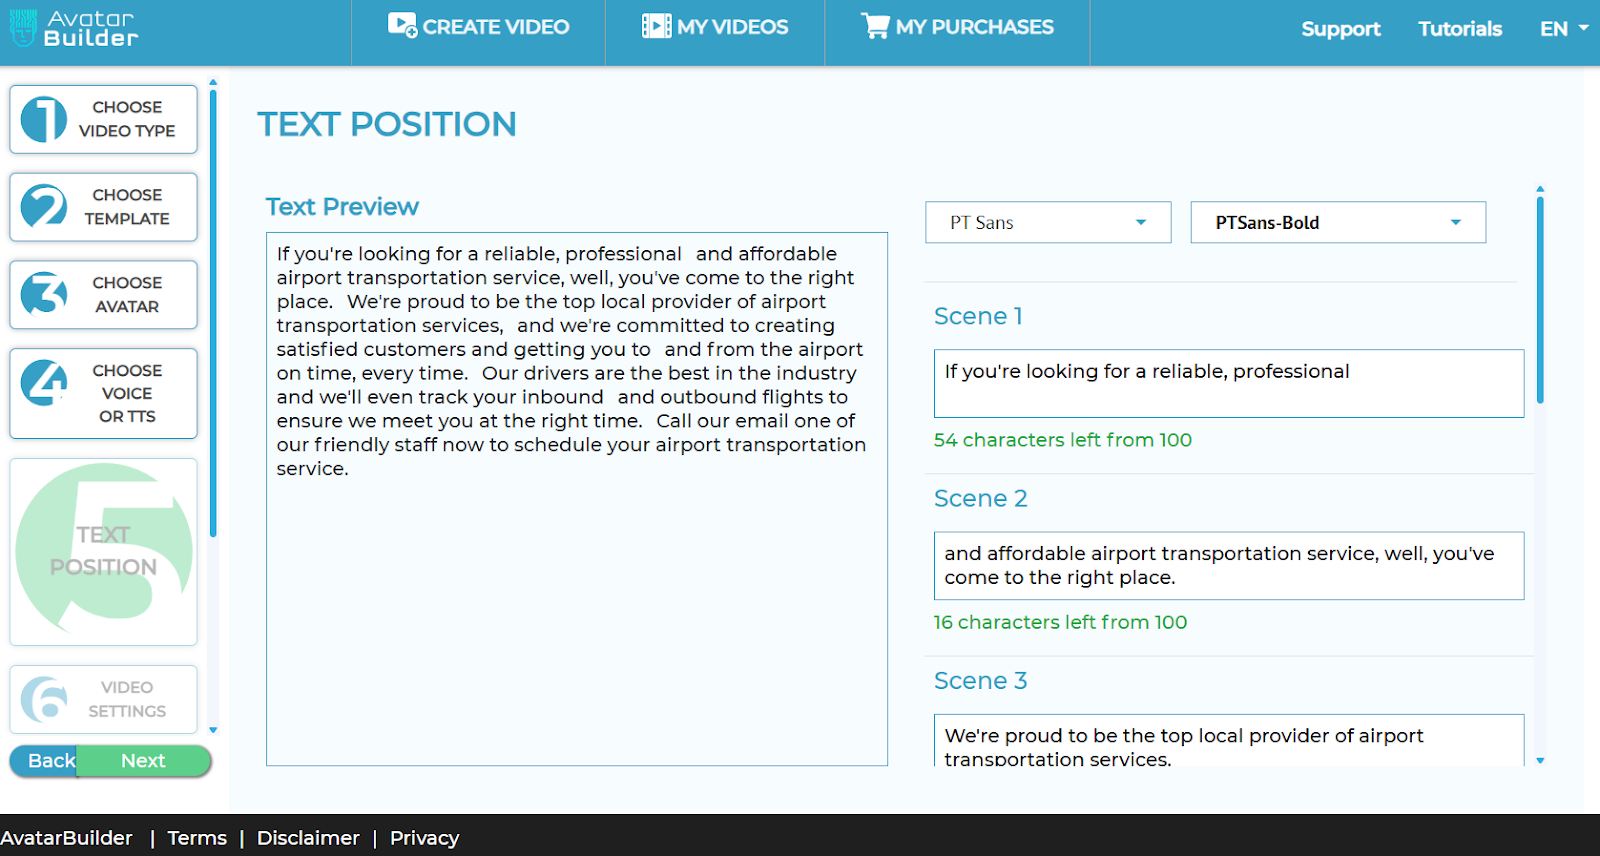 Avatar
Builder
CREATE VIDEO
MY VIDEOS
MY PURCHASES
Support
Tutorials
EN
1
CHOOSE
VIDEO TYPE
2
CHOOSE
TEMPLATE
3
CHOOSE
AVATAR
4
CHOOSE
VOICE
OR TTS
5
TEXT
POSITION
6
VIDEO
SETTINGS
Back
Next
TEXT POSITION
Text Preview
If you're looking for a reliable, professional and affordable
airport transportation service, well, you've come to the right
place. We're proud to be the top local provider of airport
transportation services, and we're committed to creating
satisfied customers and getting you to and from the airport
on time, every time. Our drivers are the best in the industry
and we'll even track your inbound and outbound flights to
ensure we meet you at the right time. Call our email one of
our friendly staff now to schedule your airport transportation
service.
PT Sans
PTSans-Bold
Scene 1
If you're looking for a reliable, professional
54 characters left from 100
Scene 2
and affordable airport transportation service, well, you've
come to the right place.
16 characters left from 100
Scene 3
We're proud to be the top local provider of airport
transportation services,
AvatarBuilder | Terms | Disclaimer | Privacy